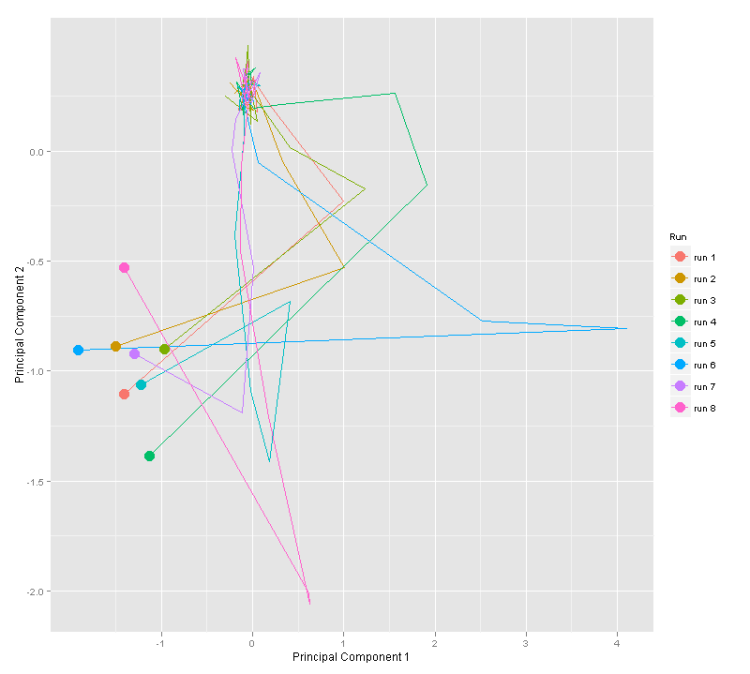 0.0
-0.5
-1.0
-1.5
-2.0
Principal Component 2
-1 0 1 2 3 4
Principal Component 1
Run
run 1
run 2
run 3
run 4
run 5
run 6
run 7
run 8